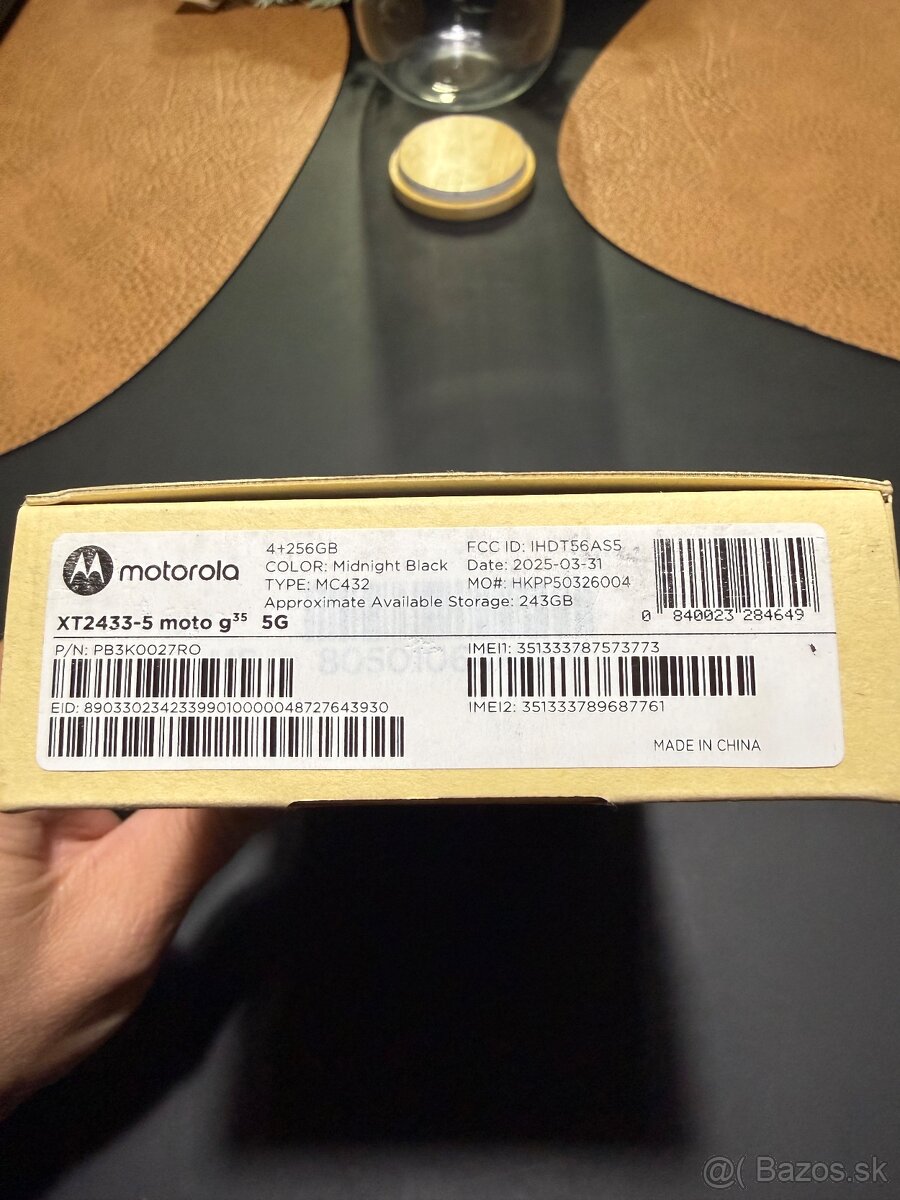 motorola
4+256GB
COLOR: Midnight Black
TYPE: MC432
Approximate Available Storage: 243GB
FCC ID: IHDT56AS5
Date: 2025-03-31
MO#: HKPP50326004
0 840023 284649
XT2433-5 moto g35 5G
P/N: PB3K0027RO
EID: 89033023423399010000048727643930
IMEI1: 351333787573773
IMEI2: 351333789687761
MADE IN CHINA
@( Bazos.sk